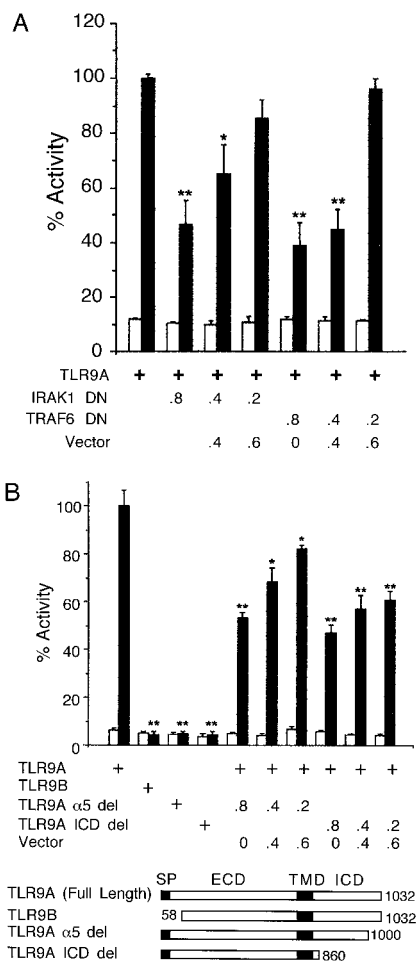 A
120
100
80
60
40
20
0
% Activity
**
*
**
**
TLR9A + + + + + + +
IRAK1 DN .8 .4 .2
TRAF6 DN .8 .4 .2
Vector .4 .6 0 .4 .6
B
100
80
60
40
20
0
% Activity
** ** **
** * * ** ** **
TLR9A + + + + + + +
TLR9B +
TLR9A α5 del + .8 .4 .2
TLR9A ICD del + .8 .4 .2
Vector 0 .4 .6 0 .4 .6
SP ECD TMD ICD
TLR9A (Full Length) 1032
TLR9B 58 1032
TLR9A α5 del 1000
TLR9A ICD del 860